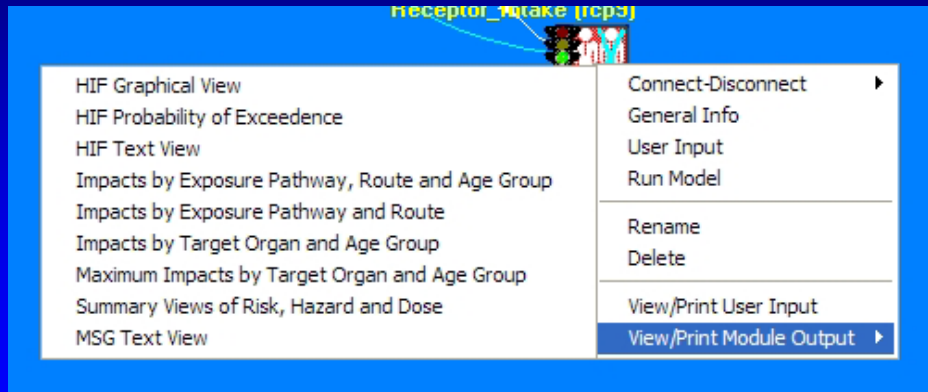 Receptor_Intake (rcp9)
HIF Graphical View
HIF Probability of Exceedence
HIF Text View
Impacts by Exposure Pathway, Route and Age Group
Impacts by Exposure Pathway and Route
Impacts by Target Organ and Age Group
Maximum Impacts by Target Organ and Age Group
Summary Views of Risk, Hazard and Dose
MSG Text View
Connect-Disconnect
General Info
User Input
Run Model
Rename
Delete
View/Print User Input
View/Print Module Output